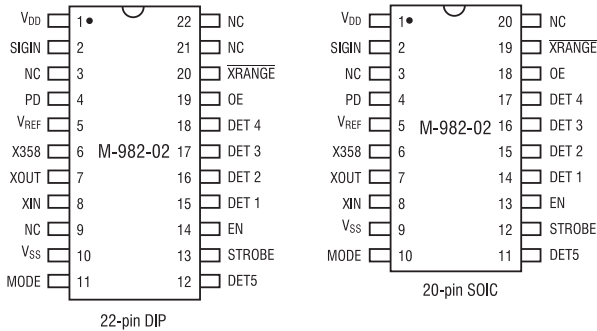 VDD 1 22 NC
SIGIN 2 21 NC
NC 3 20 XRANGE
PD 4 19 OE
VREF 5 18 DET 4
X358 6 M-982-02 17 DET 3
XOUT 7 16 DET 2
XIN 8 15 DET 1
NC 9 14 EN
VSS 10 13 STROBE
MODE 11 12 DET5
22-pin DIP
VDD 1 20 NC
SIGIN 2 19 XRANGE
NC 3 18 OE
PD 4 17 DET 4
VREF 5 M-982-02 16 DET 3
X358 6 15 DET 2
XOUT 7 14 DET 1
XIN 8 13 EN
VSS 9 12 STROBE
MODE 10 11 DET5
20-pin SOIC